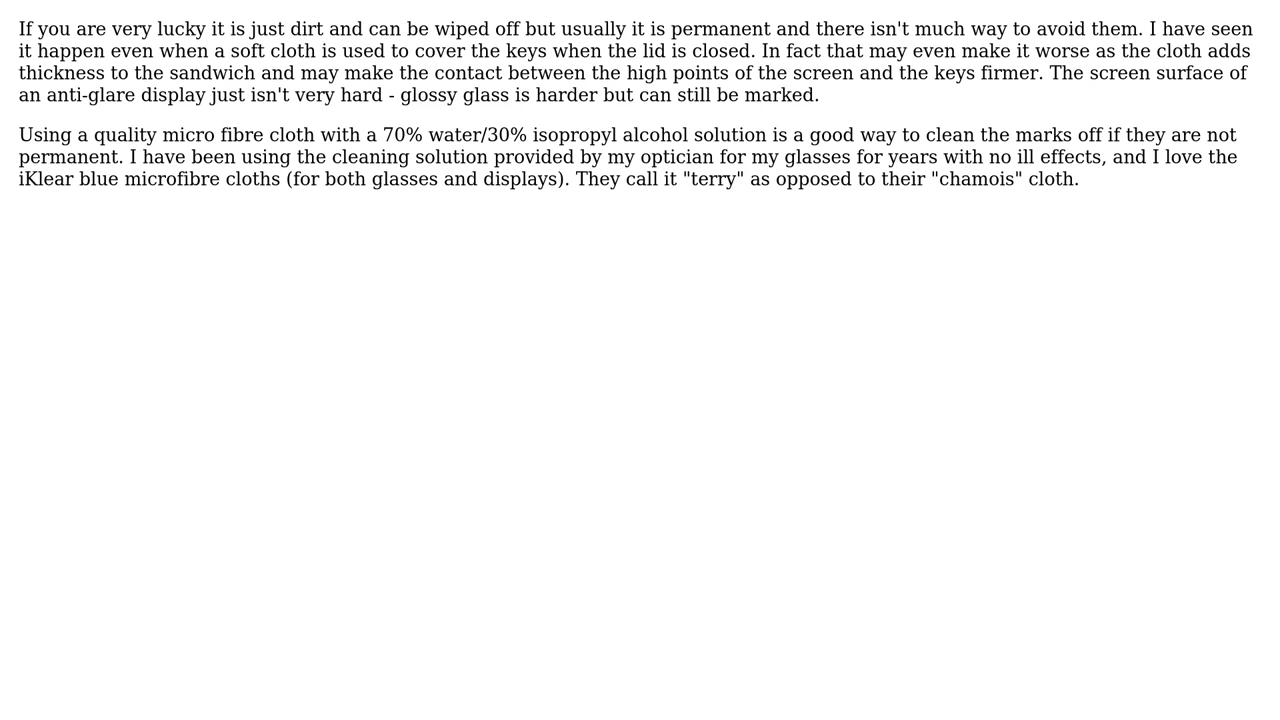 If you are very lucky it is just dirt and can be wiped off but usually it is permanent and there isn't much way to avoid them. I have seen
it happen even when a soft cloth is used to cover the keys when the lid is closed. In fact that may even make it worse as the cloth adds
thickness to the sandwich and may make the contact between the high points of the screen and the keys firmer. The screen surface of
an anti-glare display just isn't very hard - glossy glass is harder but can still be marked.
Using a quality micro fibre cloth with a 70% water/30% isopropyl alcohol solution is a good way to clean the marks off if they are not
permanent. I have been using the cleaning solution provided by my optician for my glasses for years with no ill effects, and I love the
iKlear blue microfibre cloths (for both glasses and displays). They call it "terry" as opposed to their "chamois" cloth.